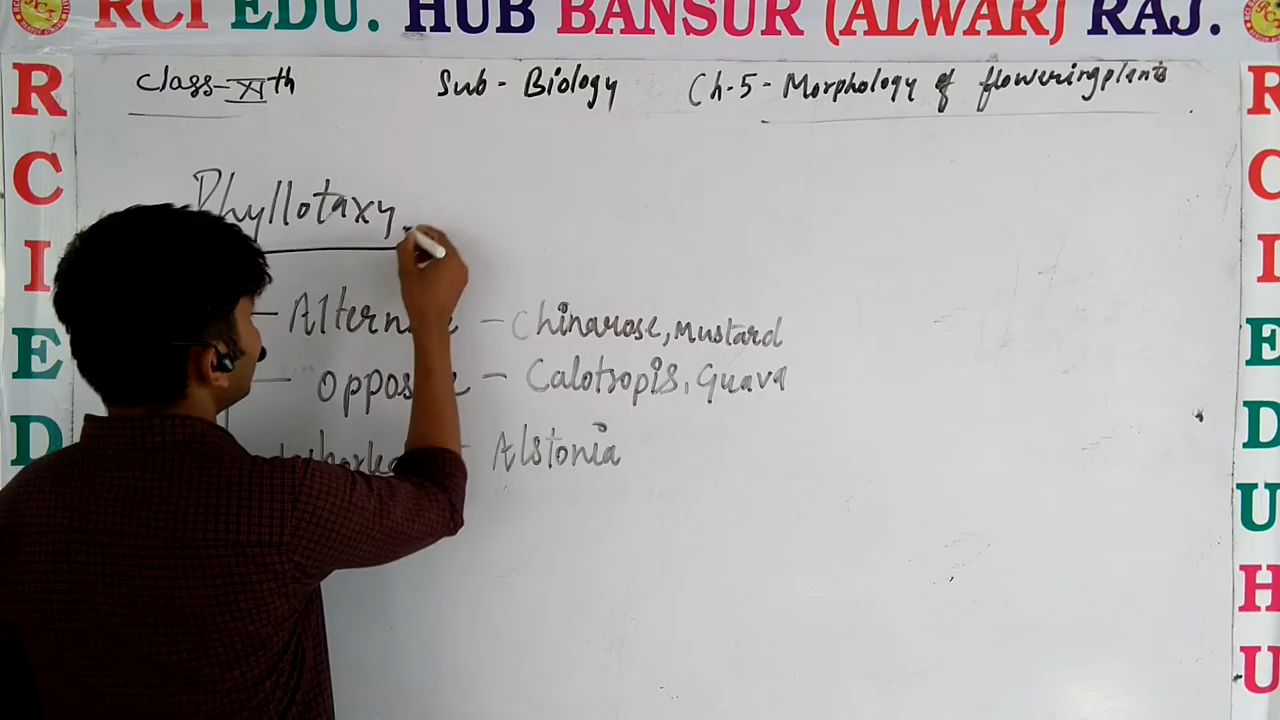 RCI EDU. HUB BANSUR (ALWAR) RAJ.
Class-XIth Sub - Biology Ch-5 - Morphology of floweringplants
Phyllotaxy
- Altern - Chinarose, Mustard
- oppos - Calotropis, Guava
- Alstonia
R
C
I
E
D
R
C
I
E
D
U
H
U